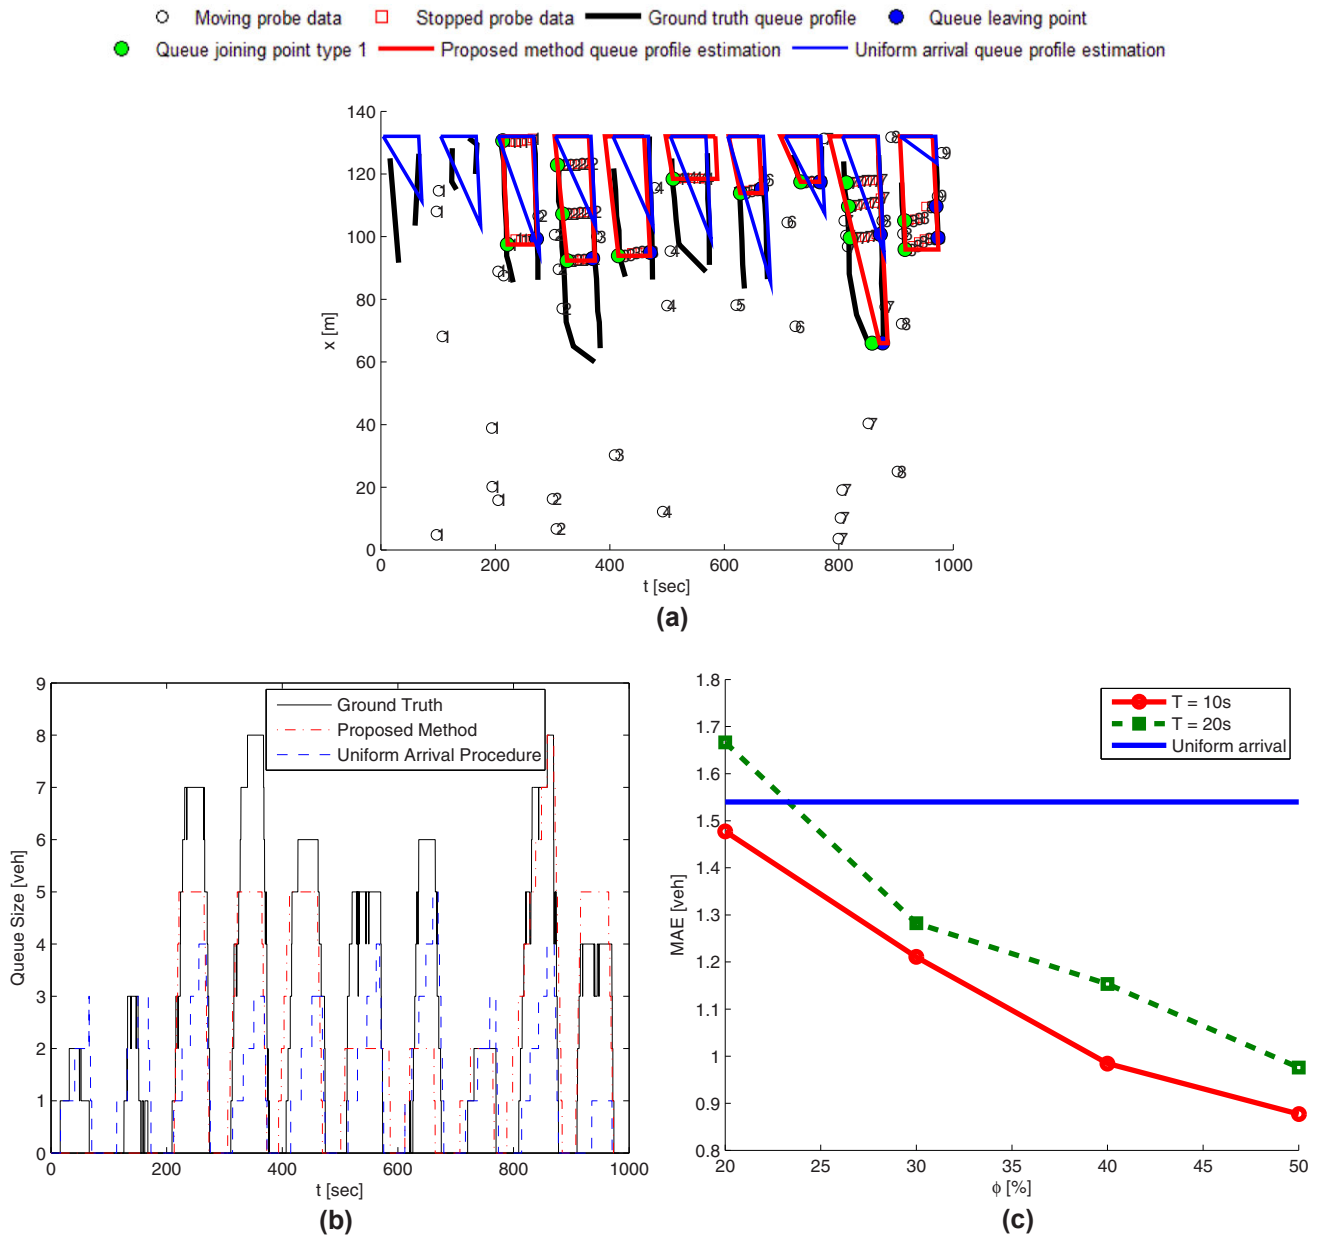 Moving probe data
Stopped probe data
Ground truth queue profile
Queue leaving point
Queue joining point type 1
Proposed method queue profile estimation
Uniform arrival queue profile estimation
140
120
100
80
60
40
20
0
x [m]
0 200 400 600 800 1000
t [sec]
(a)
9
8
7
6
5
4
3
2
1
0
Queue Size [veh]
Ground Truth
Proposed Method
Uniform Arrival Procedure
0 200 400 600 800 1000
t [sec]
(b)
1.8
1.7
1.6
1.5
1.4
1.3
1.2
1.1
1
0.9
0.8
MAE [veh]
T = 10s
T = 20s
Uniform arrival
20 25 30 35 40 45 50
ϕ [%]
(c)